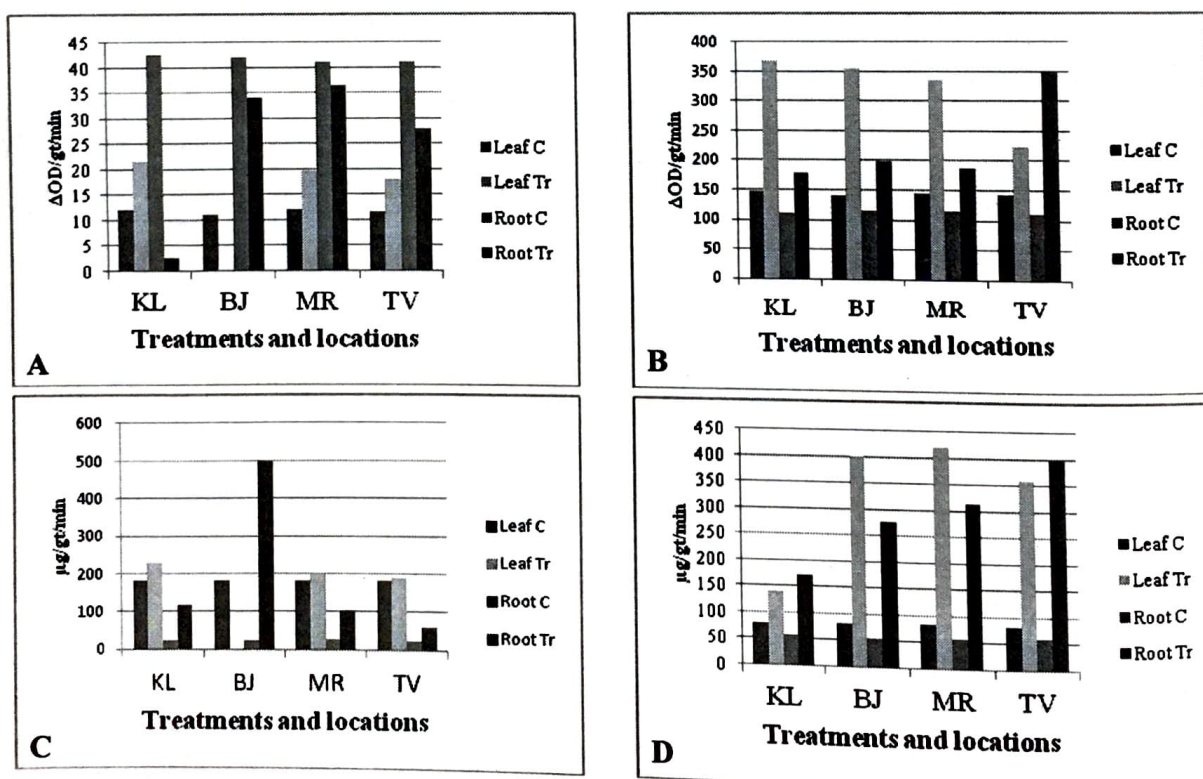 45
40
35
30
25
20
15
10
5
0
ΔOD/gt/min
KL BJ MR TV
Treatments and locations
Leaf C
Leaf Tr
Root C
Root Tr
A
400
350
300
250
200
150
100
50
0
ΔOD/gt/min
KL BJ MR TV
Treatments and locations
Leaf C
Leaf Tr
Root C
Root Tr
B
600
500
400
300
200
100
0
µg/gt/min
KL BJ MR TV
Treatments and locations
Leaf C
Leaf Tr
Root C
Root Tr
C
450
400
350
300
250
200
150
100
50
0
µg/gt/min
KL BJ MR TV
Treatments and locations
Leaf C
Leaf Tr
Root C
Root Tr
D